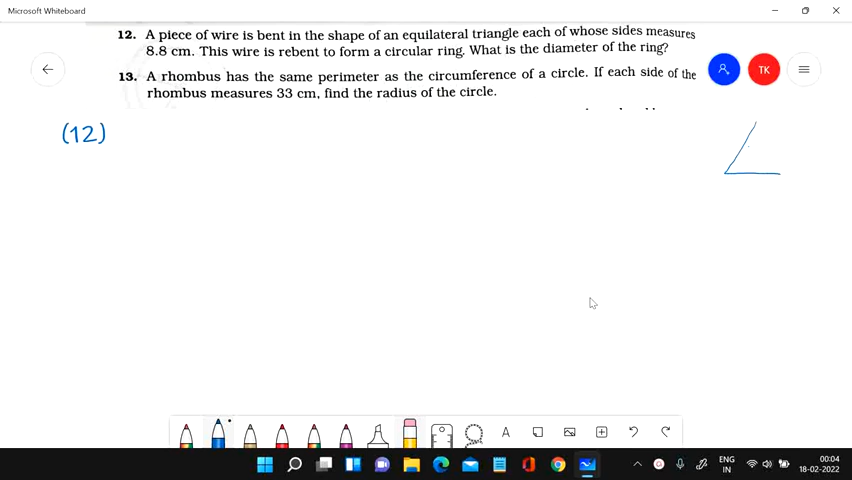 Microsoft Whiteboard
12. A piece of wire is bent in the shape of an equilateral triangle each of whose sides measures
8.8 cm. This wire is rebent to form a circular ring. What is the diameter of the ring?
13. A rhombus has the same perimeter as the circumference of a circle. If each side of the
rhombus measures 33 cm, find the radius of the circle.
TK
(12)
A
ENG
IN
00:04
18-02-2022